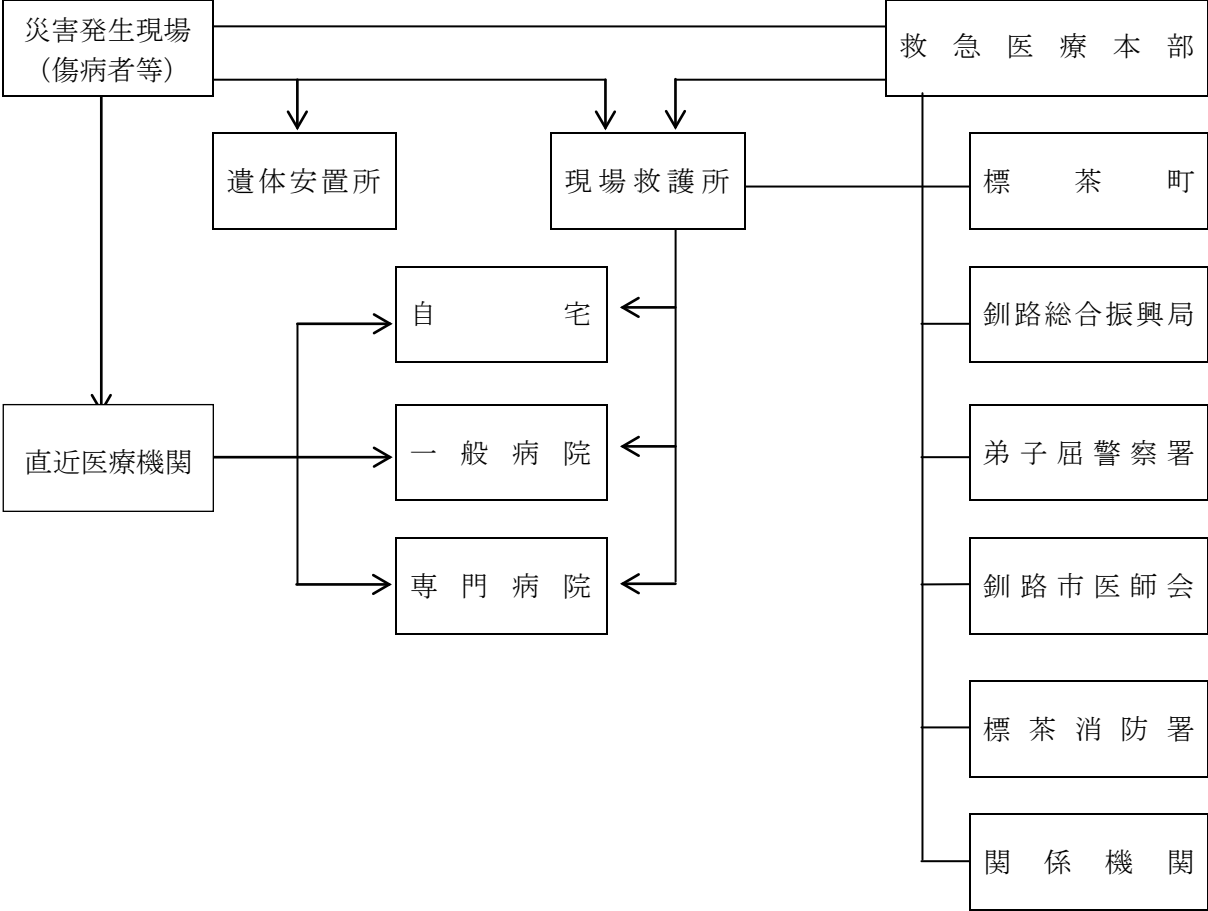 災害発生現場
（傷病者等）
救急医療本部
遺体安置所
現場救護所
標茶町
自宅
釧路総合振興局
直近医療機関
一般病院
弟子屈警察署
専門病院
釧路市医師会
標茶消防署
関係機関